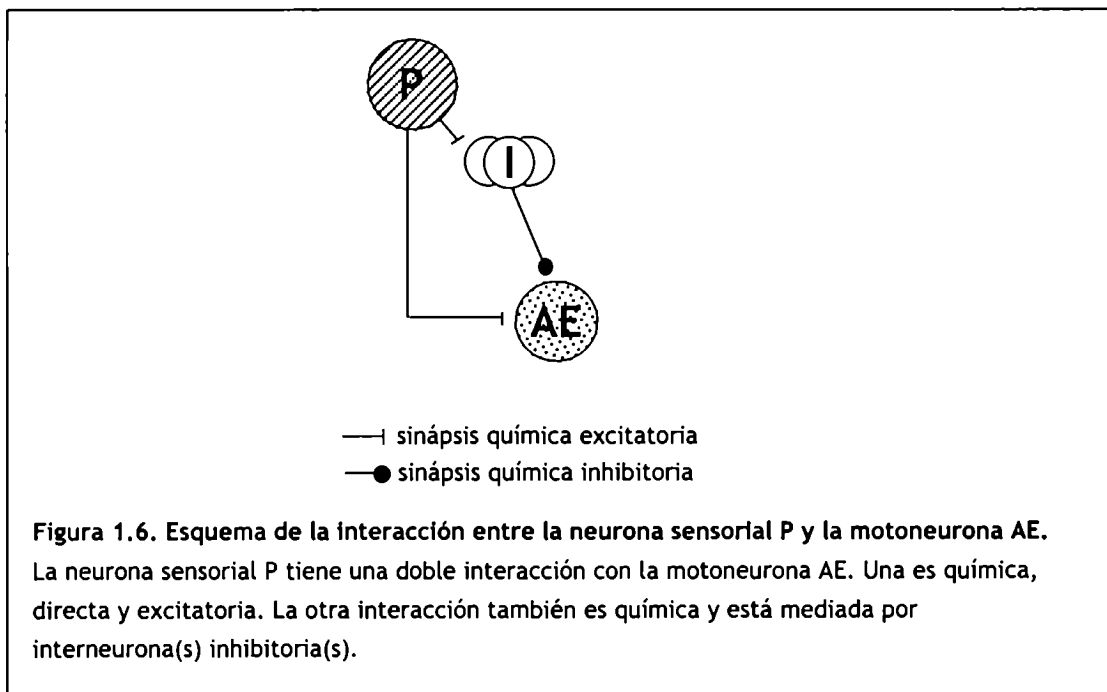 P
I
AE
sinápsis química excitatoria
sinápsis química inhibitoria
Figura 1.6. Esquema de la interacción entre la neurona sensorial P y la motoneurona AE.
La neurona sensorial P tiene una doble interacción con la motoneurona AE. Una es química,
directa y excitatoria. La otra interacción también es química y está mediada por
interneurona(s) inhibitoria(s).